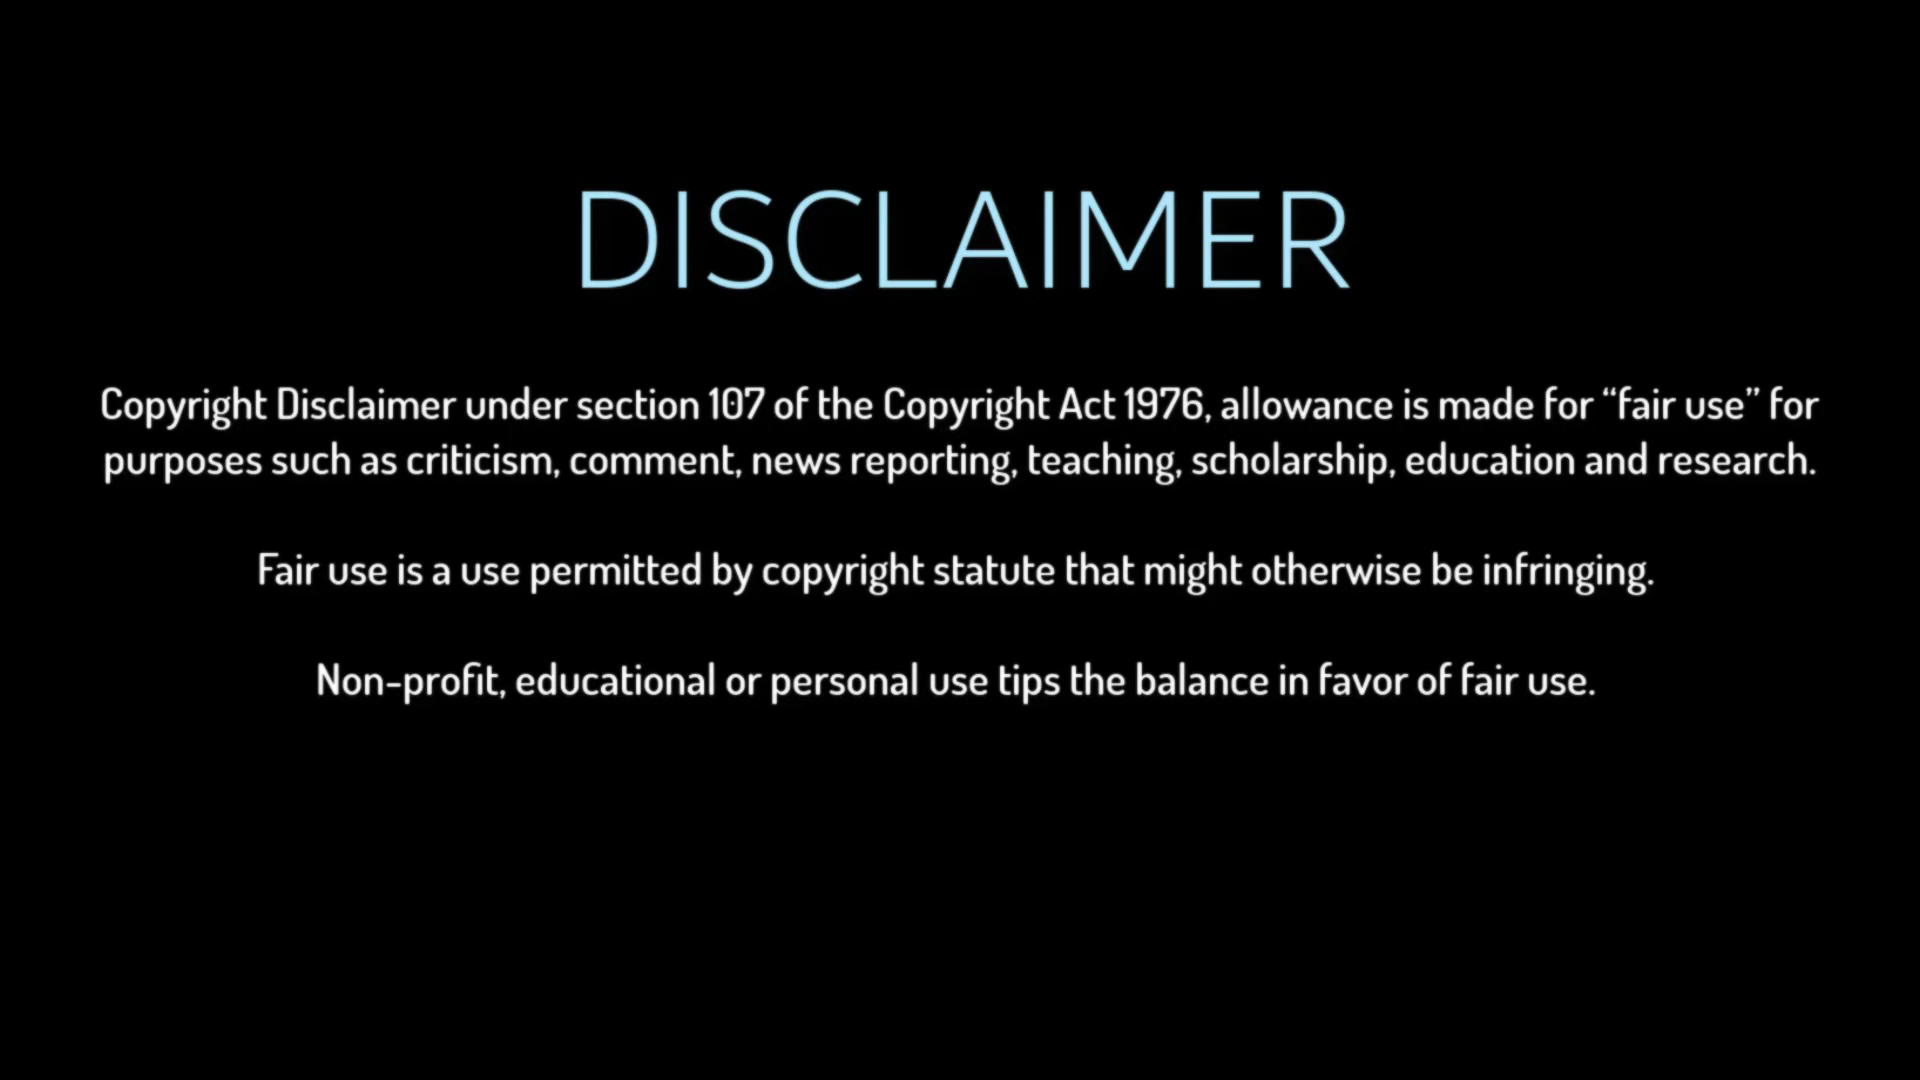 DISCLAIMER
Copyright Disclaimer under section 107 of the Copyright Act 1976, allowance is made for “fair use” for
purposes such as criticism, comment, news reporting, teaching, scholarship, education and research.
Fair use is a use permitted by copyright statute that might otherwise be infringing.
Non-profit, educational or personal use tips the balance in favor of fair use.